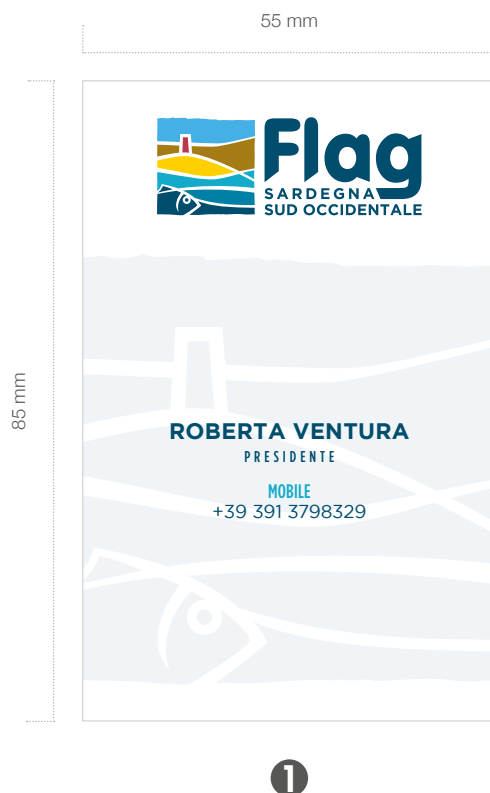 55 mm
Flag
SARDEGNA
SUD OCCIDENTALE
85 mm
ROBERTA VENTURA
PRESIDENTE
MOBILE
+39 391 3798329
1